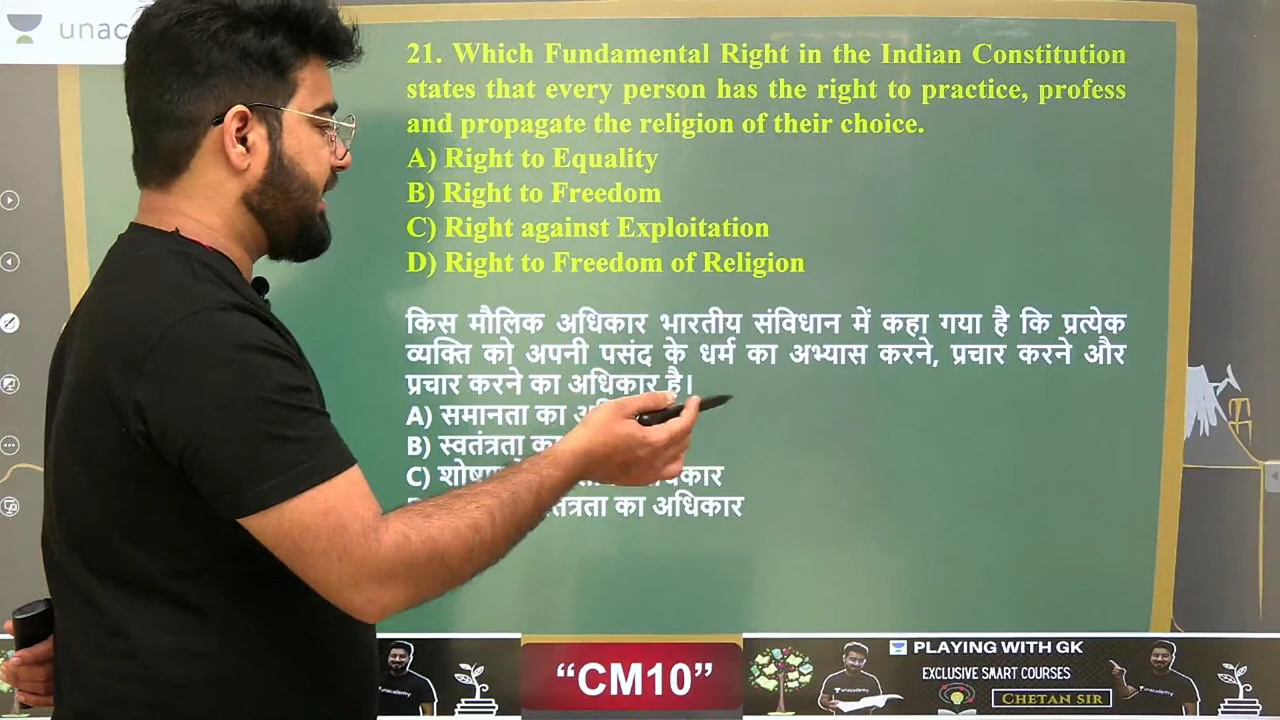 unac
21. Which Fundamental Right in the Indian Constitution
states that every person has the right to practice, profess
and propagate the religion of their choice.
A) Right to Equality
B) Right to Freedom
C) Right against Exploitation
D) Right to Freedom of Religion
किस मौलिक अधिकार भारतीय संविधान में कहा गया है कि प्रत्येक
व्यक्ति को अपनी पसंद के धर्म का अभ्यास करने, प्रचार करने और
प्रचार करने का अधिकार है।
A) समानता का
B) स्वतंत्रता
C)
का अधिकार
unacademy
“CM10”
unacademy
PLAYING WITH GK
EXCLUSIVE SMART COURSES
CHETAN SIR
unacademy